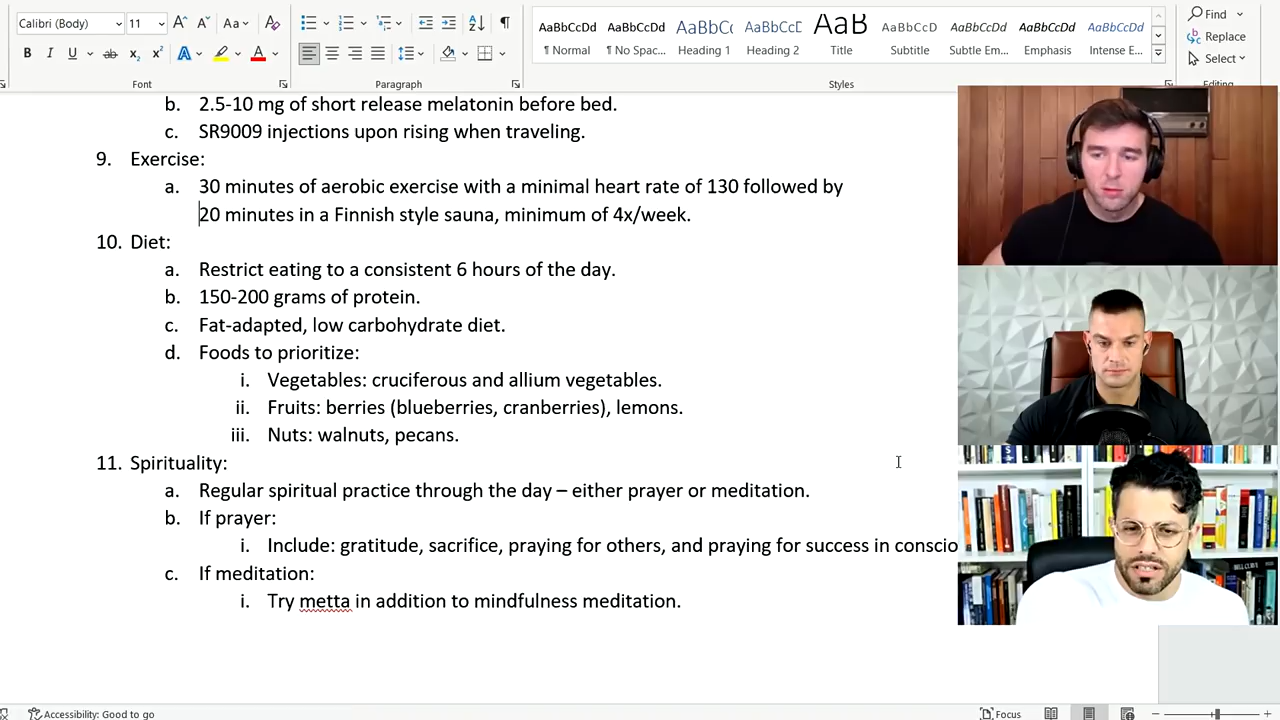 Calibri (Body) 11 A A Aa A Find
AaBbCcDd AaBbCcDd AaBbCc AaBbCcD AaB AaBbCcD AaBbCcDd AaBbCcDd AaBbCcDd Replace
B I U ab x2 x2 A A ¶ Normal ¶ No Spac... Heading 1 Heading 2 Title Subtitle Subtle Em... Emphasis Intense E... Select
Font Paragraph Styles Editing
b. 2.5-10 mg of short release melatonin before bed.
c. SR9009 injections upon rising when traveling.
9. Exercise:
a. 30 minutes of aerobic exercise with a minimal heart rate of 130 followed by
20 minutes in a Finnish style sauna, minimum of 4x/week.
10. Diet:
a. Restrict eating to a consistent 6 hours of the day.
b. 150-200 grams of protein.
c. Fat-adapted, low carbohydrate diet.
d. Foods to prioritize:
i. Vegetables: cruciferous and allium vegetables.
ii. Fruits: berries (blueberries, cranberries), lemons.
iii. Nuts: walnuts, pecans.
11. Spirituality:
a. Regular spiritual practice through the day – either prayer or meditation.
b. If prayer:
i. Include: gratitude, sacrifice, praying for others, and praying for success in conscio
c. If meditation:
i. Try metta in addition to mindfulness meditation.
Accessibility: Good to go Focus